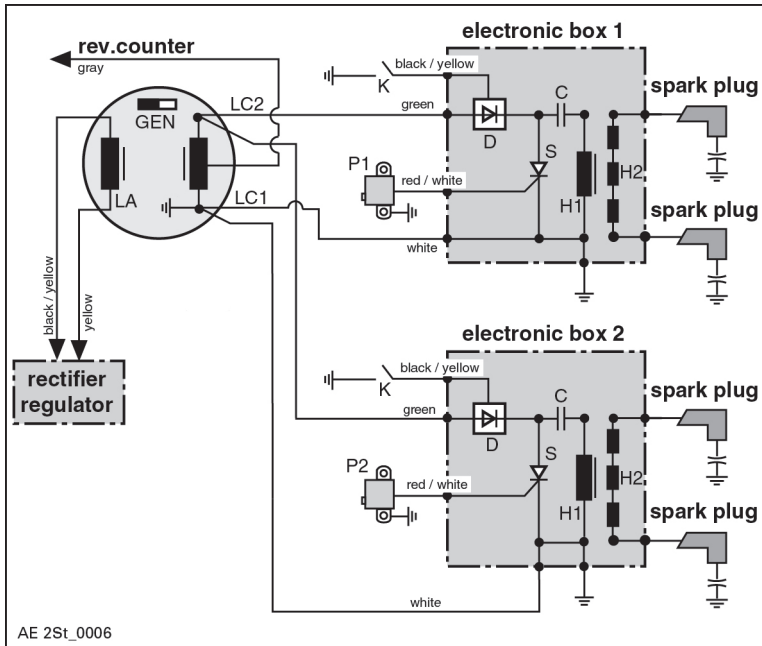 electronic box 1
rev.counter
gray
black / yellow
K
C
spark plug
LC2
green
GEN
D
S
P1
H2
red / white
LA
LC1
H1
spark plug
white
black / yellow
yellow
electronic box 2
rectifier
regulator
black / yellow
K
C
spark plug
green
D
S
P2
H2
red / white
H1
spark plug
white
AE 2St_0006